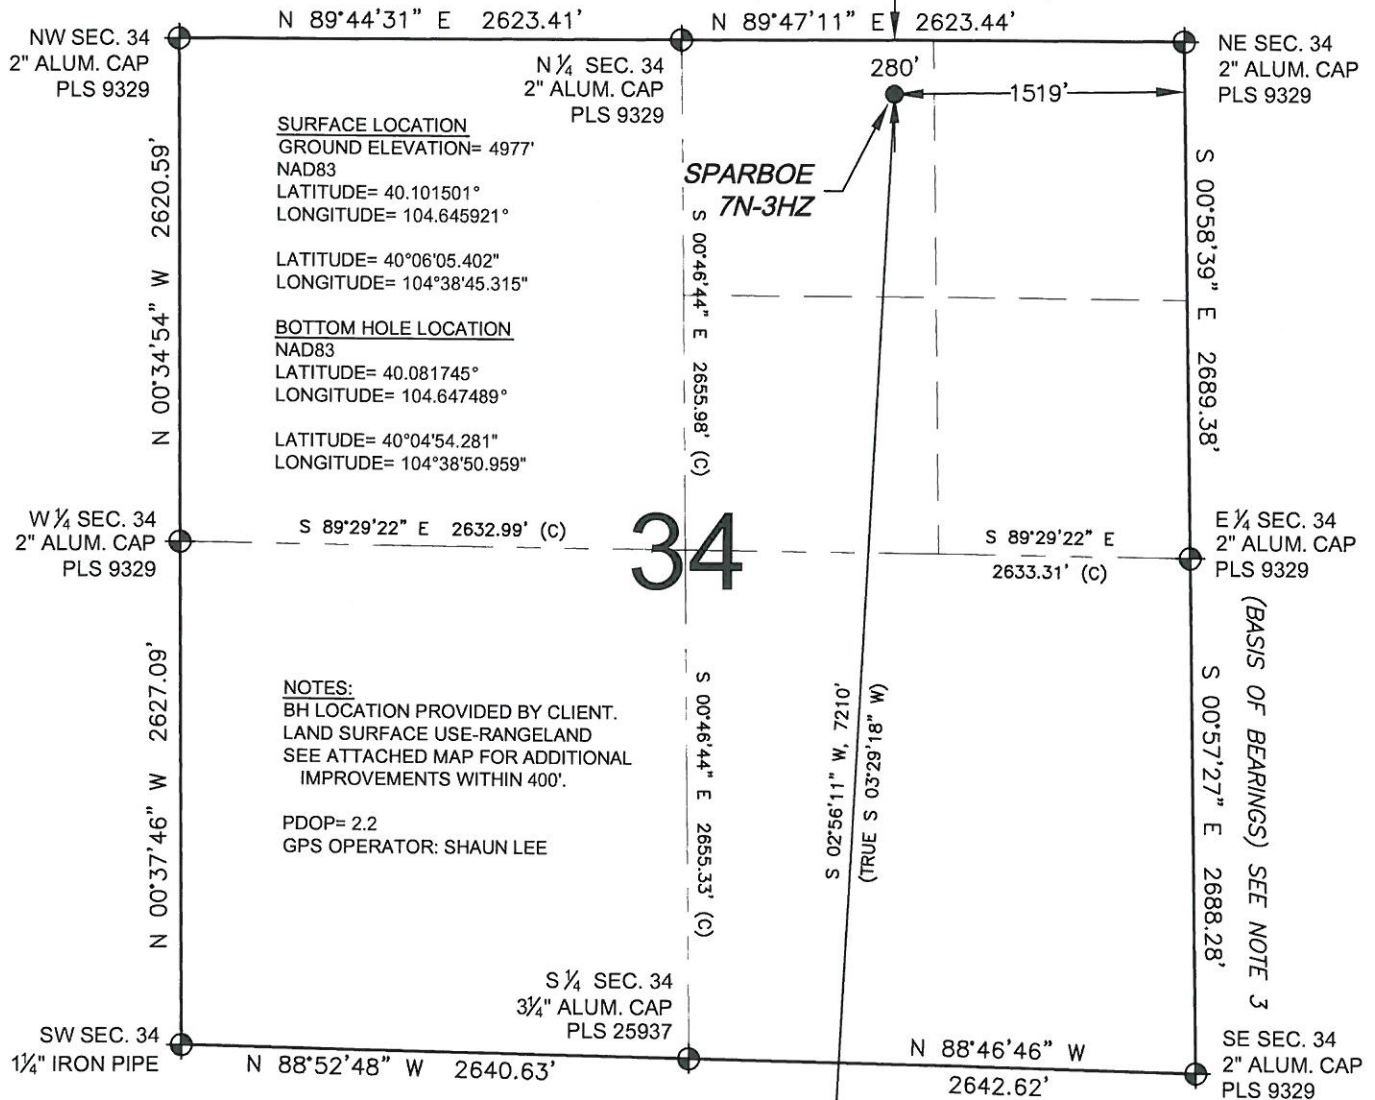 N 89°44'31" E 2623.41'
N 89°47'11" E 2623.44'
NW SEC. 34
2" ALUM. CAP
PLS 9329
N ¼ SEC. 34
2" ALUM. CAP
PLS 9329
NE SEC. 34
2" ALUM. CAP
PLS 9329
280'
1519'
SPARBOE
7N-3HZ
SURFACE LOCATION
GROUND ELEVATION= 4977'
NAD83
LATITUDE= 40.101501°
LONGITUDE= 104.645921°
LATITUDE= 40°06'05.402"
LONGITUDE= 104°38'45.315"
BOTTOM HOLE LOCATION
NAD83
LATITUDE= 40.081745°
LONGITUDE= 104.647489°
LATITUDE= 40°04'54.281"
LONGITUDE= 104°38'50.959"
N 00°34'54" W 2620.59'
S 00°46'44" E 2655.98' (C)
S 00°58'39" E 2689.38'
W ¼ SEC. 34
2" ALUM. CAP
PLS 9329
S 89°29'22" E 2632.99' (C)
34
S 89°29'22" E
2633.31' (C)
E ¼ SEC. 34
2" ALUM. CAP
PLS 9329
N 00°37'46" W 2627.09'
NOTES:
BH LOCATION PROVIDED BY CLIENT.
LAND SURFACE USE-RANGELAND
SEE ATTACHED MAP FOR ADDITIONAL
IMPROVEMENTS WITHIN 400'.
PDOP= 2.2
GPS OPERATOR: SHAUN LEE
S 00°46'44" E 2655.33' (C)
S 02°56'11" W, 7210'
(TRUE S 03°29'18" W)
S 00°57'27" E 2688.28'
(BASIS OF BEARINGS) SEE NOTE 3
SW SEC. 34
1¼" IRON PIPE
S ¼ SEC. 34
3¼" ALUM. CAP
PLS 25937
N 88°52'48" W 2640.63'
N 88°46'46" W
2642.62'
SE SEC. 34
2" ALUM. CAP
PLS 9329